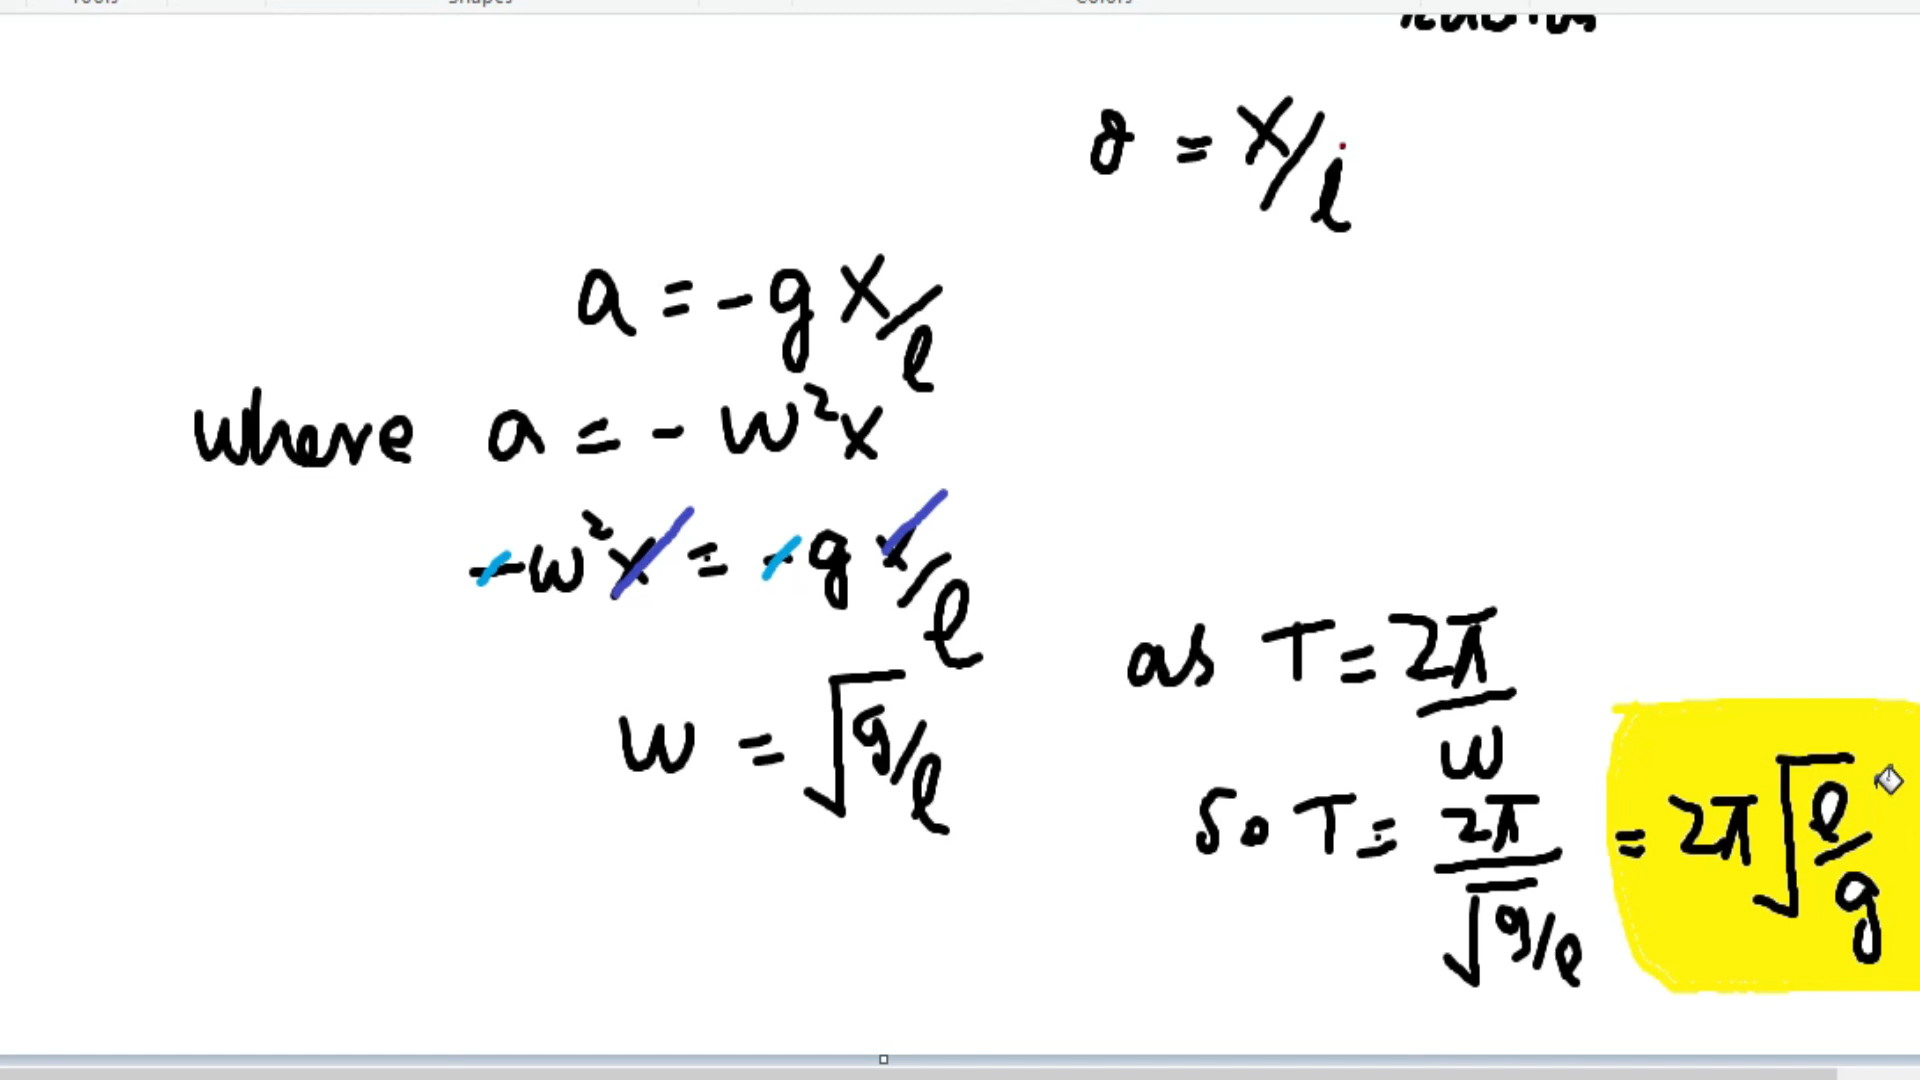 θ = x/l
a = - g x/l
where a = - w²x
-w²x = -g x/l
w = √g/l
as T = 2π/w
So T = 2π/√g/l = 2π√l/g